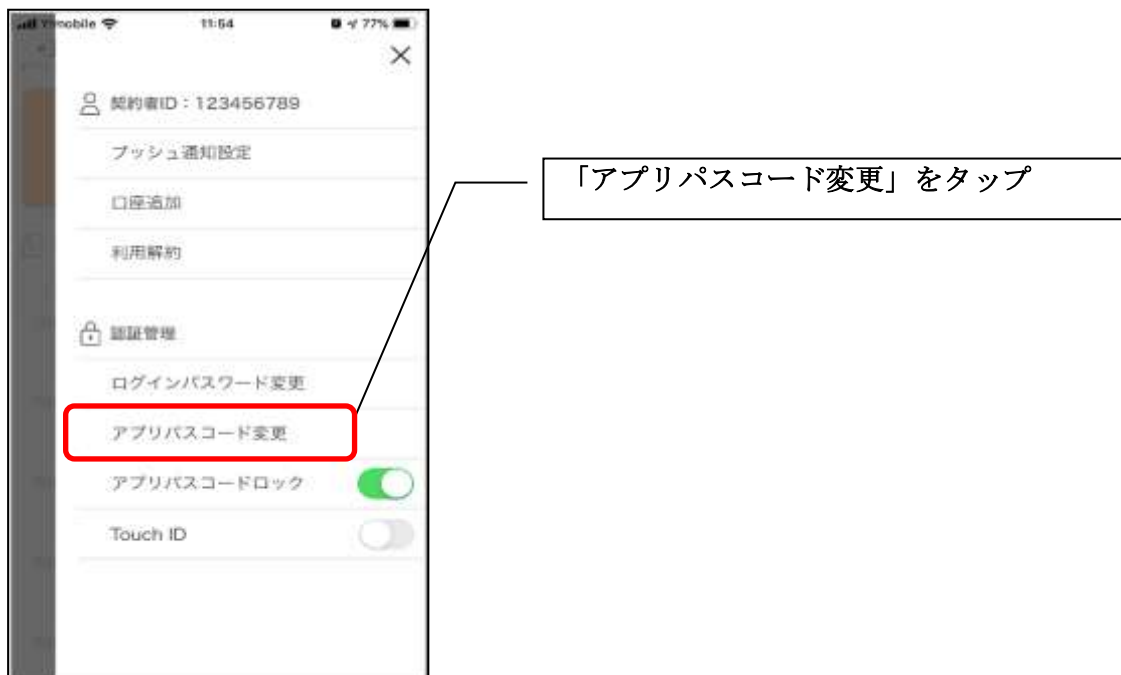 Y!mobile 11:54 77%
契約者ID：123456789
プッシュ通知設定
口座追加
利用解約
認証管理
ログインパスワード変更
アプリパスコード変更
アプリパスコードロック
Touch ID
「アプリパスコード変更」をタップ